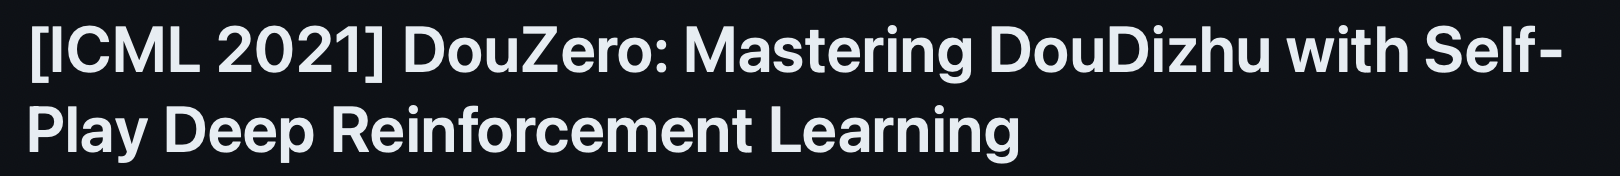 [ICML 2021] DouZero: Mastering DouDizhu with Self-
Play Deep Reinforcement Learning